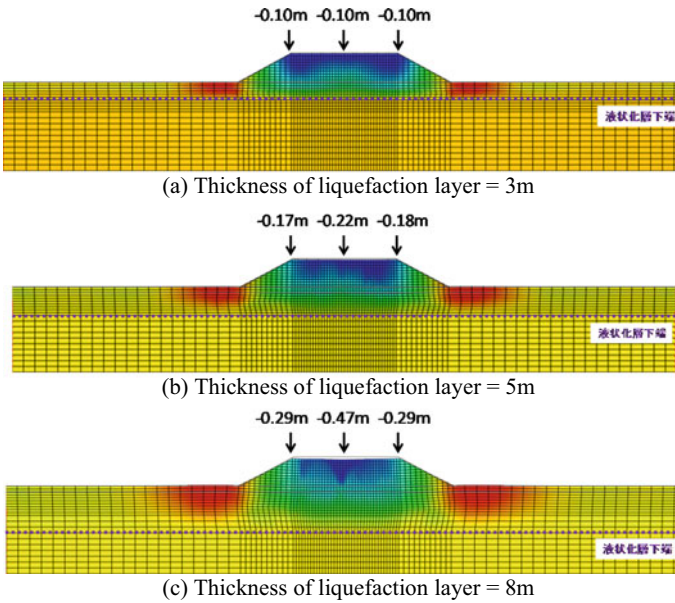 -0.10m -0.10m -0.10m
液状化層下端
(a) Thickness of liquefaction layer = 3m
-0.17m -0.22m -0.18m
液状化層下端
(b) Thickness of liquefaction layer = 5m
-0.29m -0.47m -0.29m
液状化層下端
(c) Thickness of liquefaction layer = 8m